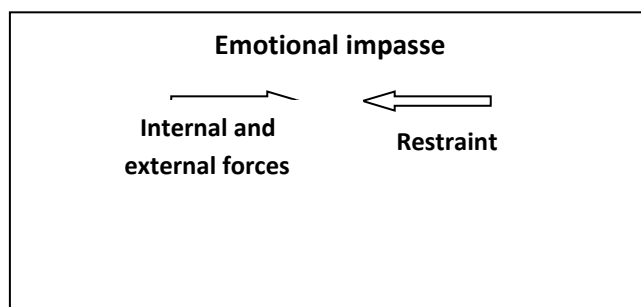 Emotional impasse
Internal and
external forces
Restraint